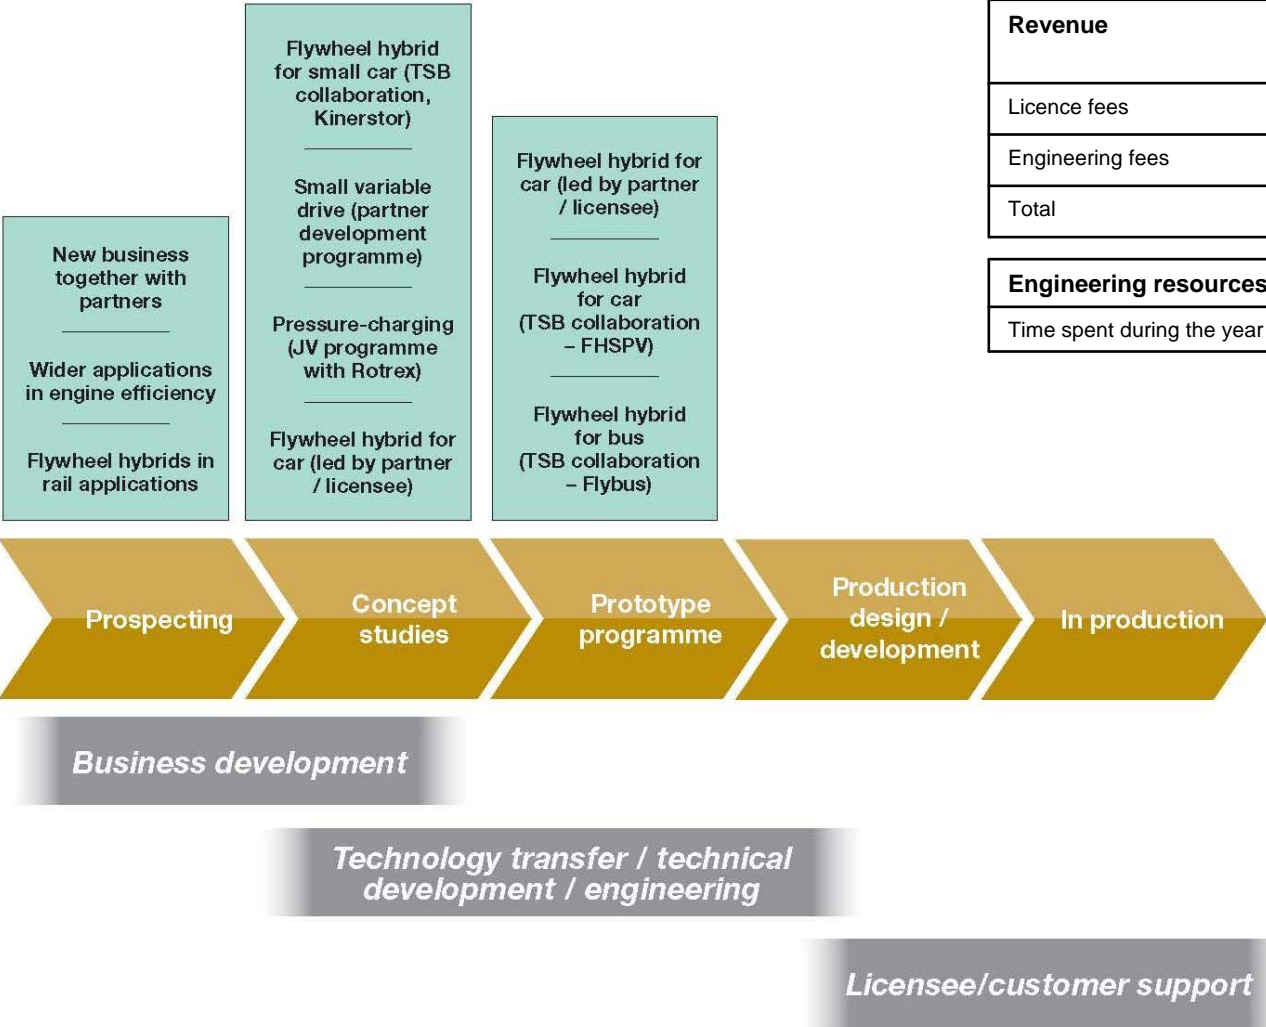 New business
together with
partners
Wider applications
in engine efficiency
Flywheel hybrids in
rail applications
Flywheel hybrid
for small car (TSB
collaboration,
Kinerstor)
Small variable
drive (partner
development
programme)
Pressure-charging
(JV programme
with Rotrex)
Flywheel hybrid for
car (led by partner
/ licensee)
Flywheel hybrid for
car (led by partner
/ licensee)
Flywheel hybrid
for car
(TSB collaboration
– FHSPV)
Flywheel hybrid
for bus
(TSB collaboration
– Flybus)
Revenue
Licence fees
Engineering fees
Total
Engineering resources
Time spent during the year
Prospecting
Concept
studies
Prototype
programme
Production
design /
development
In production
Business development
Technology transfer / technical
development / engineering
Licensee/customer support